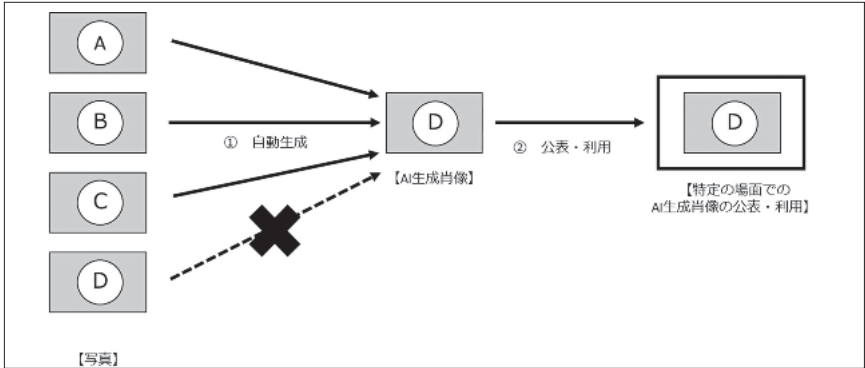 A
B
C
D
【写真】
① 自動生成
D
【AI生成肖像】
② 公表・利用
D
【特定の場面での
AI生成肖像の公表・利用】